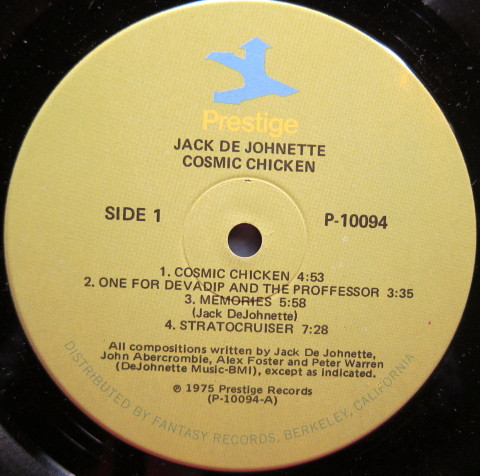 Prestige
JACK DE JOHNETTE
COSMIC CHICKEN
SIDE 1
P-10094
1. COSMIC CHICKEN 4:53
2. ONE FOR DEVADIP AND THE PROFFESSOR 3:35
3. MEMORIES 5:58
(Jack DeJohnette)
4. STRATOCRUISER 7:28
All compositions written by Jack De Johnette,
John Abercrombie, Alex Foster and Peter Warren
(DeJohnette Music-BMI), except as indicated.
℗ 1975 Prestige Records
(P-10094-A)
DISTRIBUTED BY FANTASY RECORDS, BERKELEY, CALIFORNIA